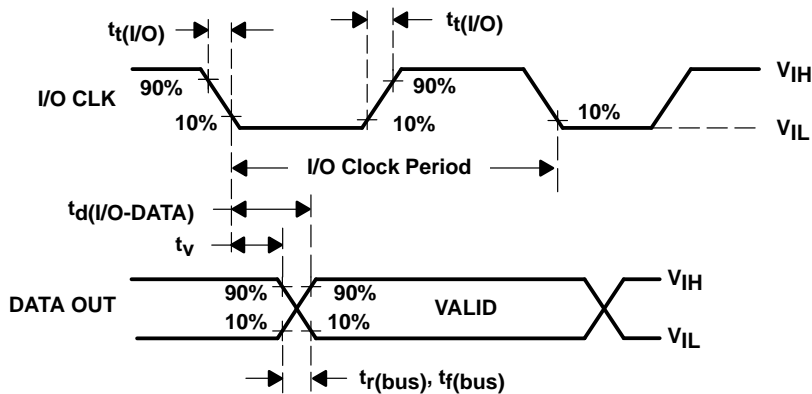 tt(I/O)
tt(I/O)
VIH
90%
90%
I/O CLK
10%
10%
10%
VIL
I/O Clock Period
td(I/O-DATA)
tv
VIH
90%
90%
DATA OUT
VALID
10%
10%
VIL
tr(bus), tf(bus)